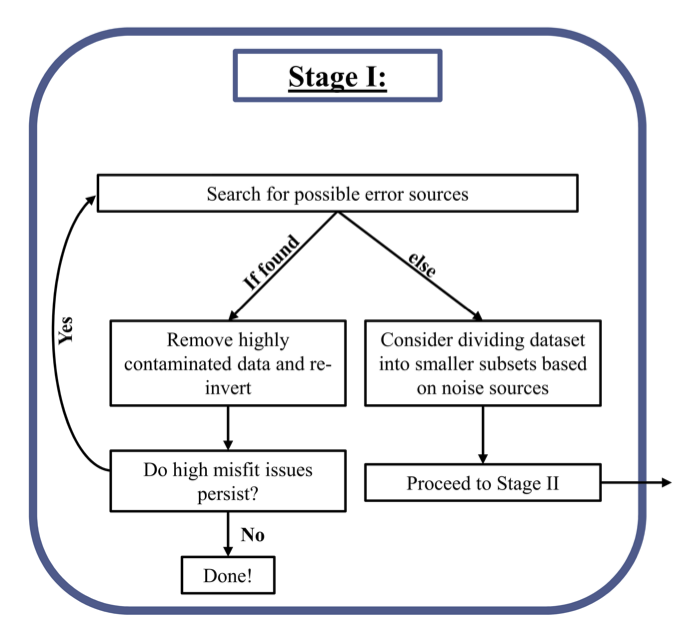 Stage I:
Search for possible error sources
If found
else
Remove highly
contaminated data and re-
invert
Consider dividing dataset
into smaller subsets based
on noise sources
Yes
Do high misfit issues
persist?
Proceed to Stage II
No
Done!